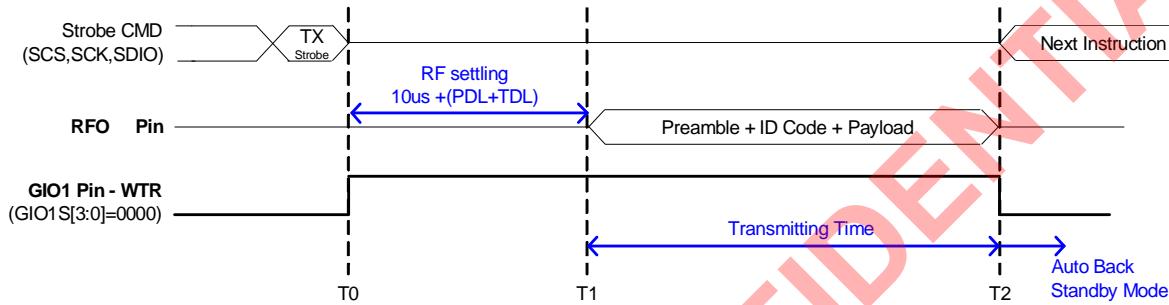 Strobe CMD
(SCS,SCK,SDIO)
TX
Strobe
Next Instruction
RF settling
10us +(PDL+TDL)
RFO Pin
Preamble + ID Code + Payload
GIO1 Pin - WTR
(GIO1S[3:0]=0000)
Transmitting Time
Auto Back
Standby Mode
T0
T1
T2